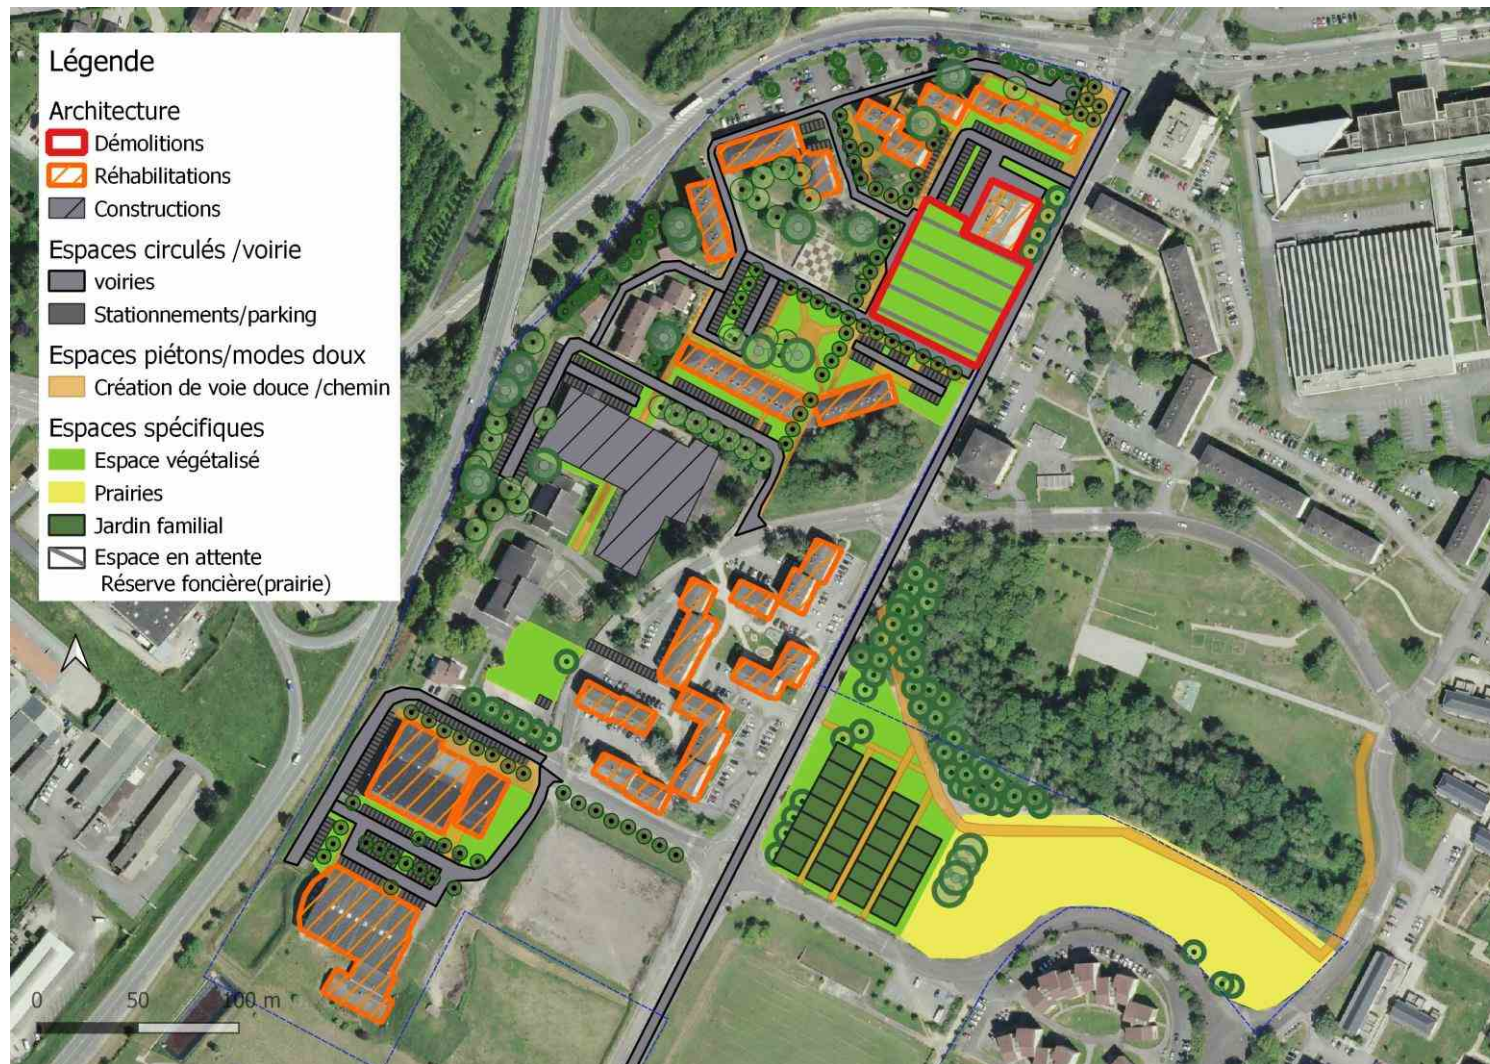 Légende
Architecture
Démolitions
Réhabilitations
Constructions
Espaces circulés /voirie
voiries
Stationnements/parking
Espaces piétons/modes doux
Création de voie douce /chemin
Espaces spécifiques
Espace végétalisé
Prairies
Jardin familial
Espace en attente
Réserve foncière(prairie)
0 50 100 m